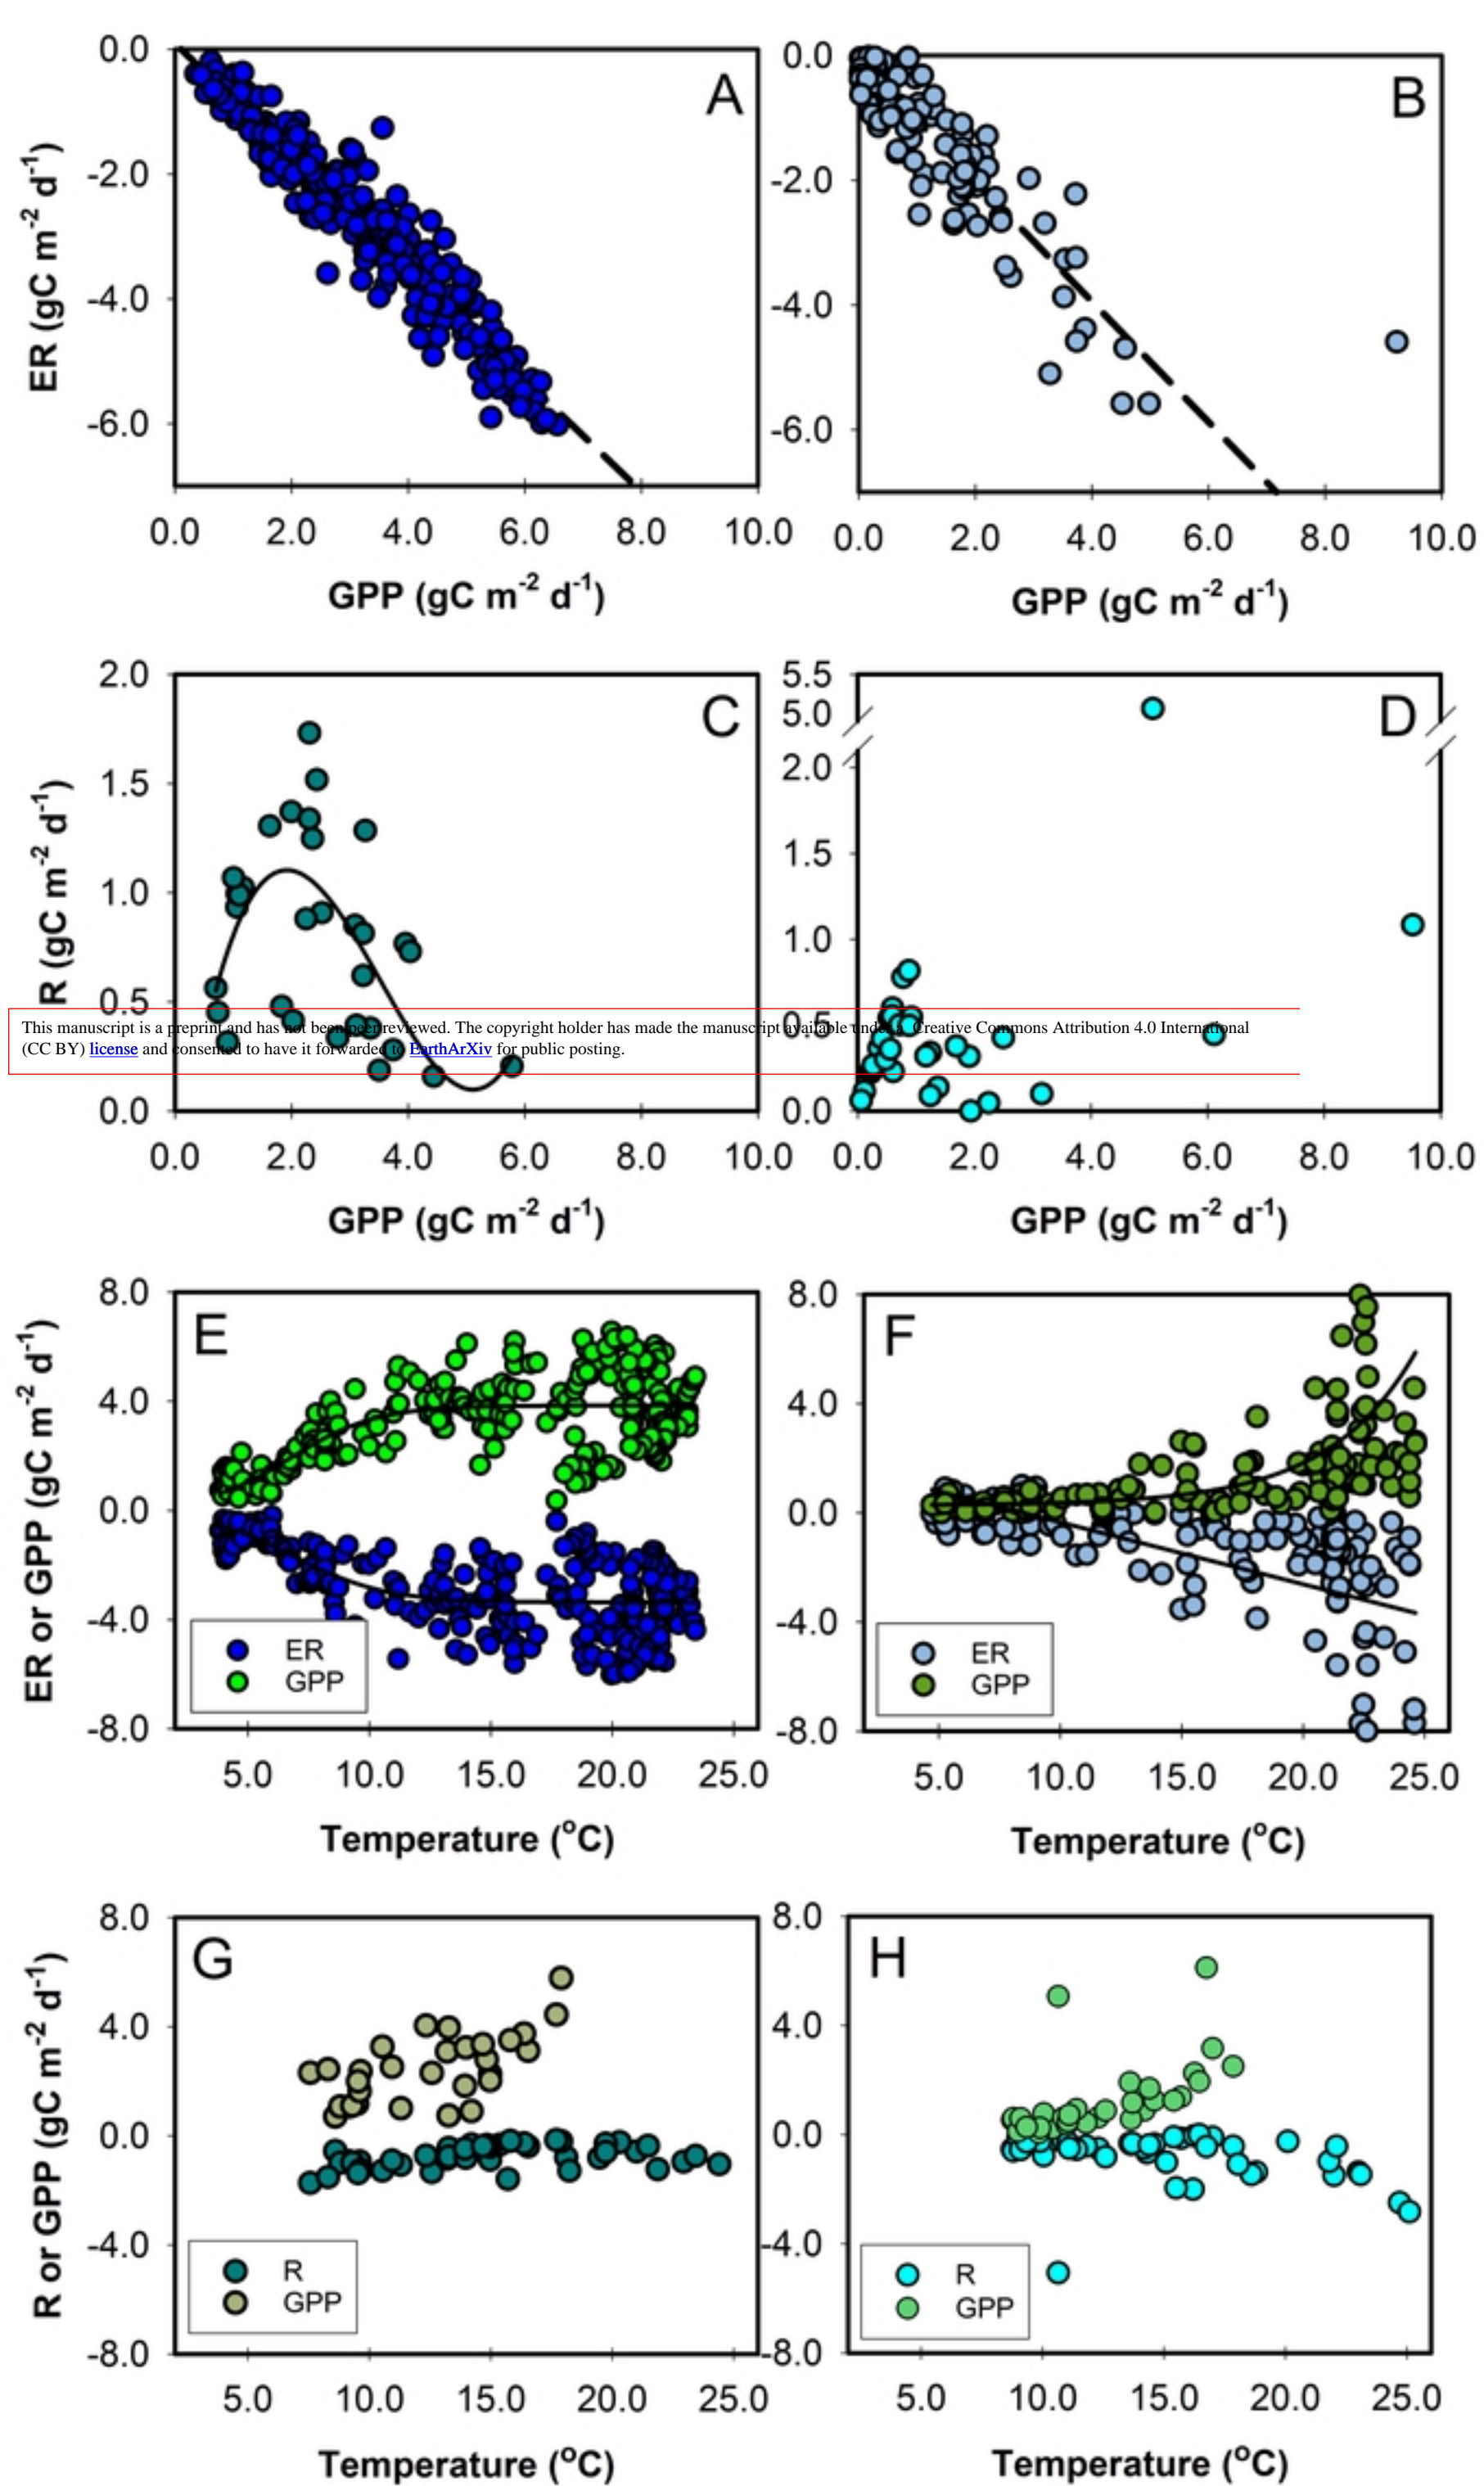 0.0
-2.0
-4.0
-6.0
ER (gC m-2 d-1)
A
0.0 2.0 4.0 6.0 8.0 10.0
GPP (gC m-2 d-1)
0.0
-2.0
-4.0
-6.0
B
0.0 2.0 4.0 6.0 8.0 10.0
GPP (gC m-2 d-1)
2.0
1.5
1.0
0.5
0.0
R (gC m-2 d-1)
C
0.0 2.0 4.0 6.0 8.0 10.0
GPP (gC m-2 d-1)
5.5
5.0
2.0
1.5
1.0
0.5
0.0
D
0.0 2.0 4.0 6.0 8.0 10.0
GPP (gC m-2 d-1)
This manuscript is a preprint and has not been peer reviewed. The copyright holder has made the manuscript available under a Creative Commons Attribution 4.0 International
(CC BY) license and consented to have it forwarded to EarthArXiv for public posting.
8.0
4.0
0.0
-4.0
-8.0
ER or GPP (gC m-2 d-1)
E
ER
GPP
5.0 10.0 15.0 20.0 25.0
Temperature (oC)
8.0
4.0
0.0
-4.0
-8.0
F
ER
GPP
5.0 10.0 15.0 20.0 25.0
Temperature (oC)
8.0
4.0
0.0
-4.0
-8.0
R or GPP (gC m-2 d-1)
G
R
GPP
5.0 10.0 15.0 20.0 25.0
Temperature (oC)
8.0
4.0
0.0
-4.0
-8.0
H
R
GPP
5.0 10.0 15.0 20.0 25.0
Temperature (oC)